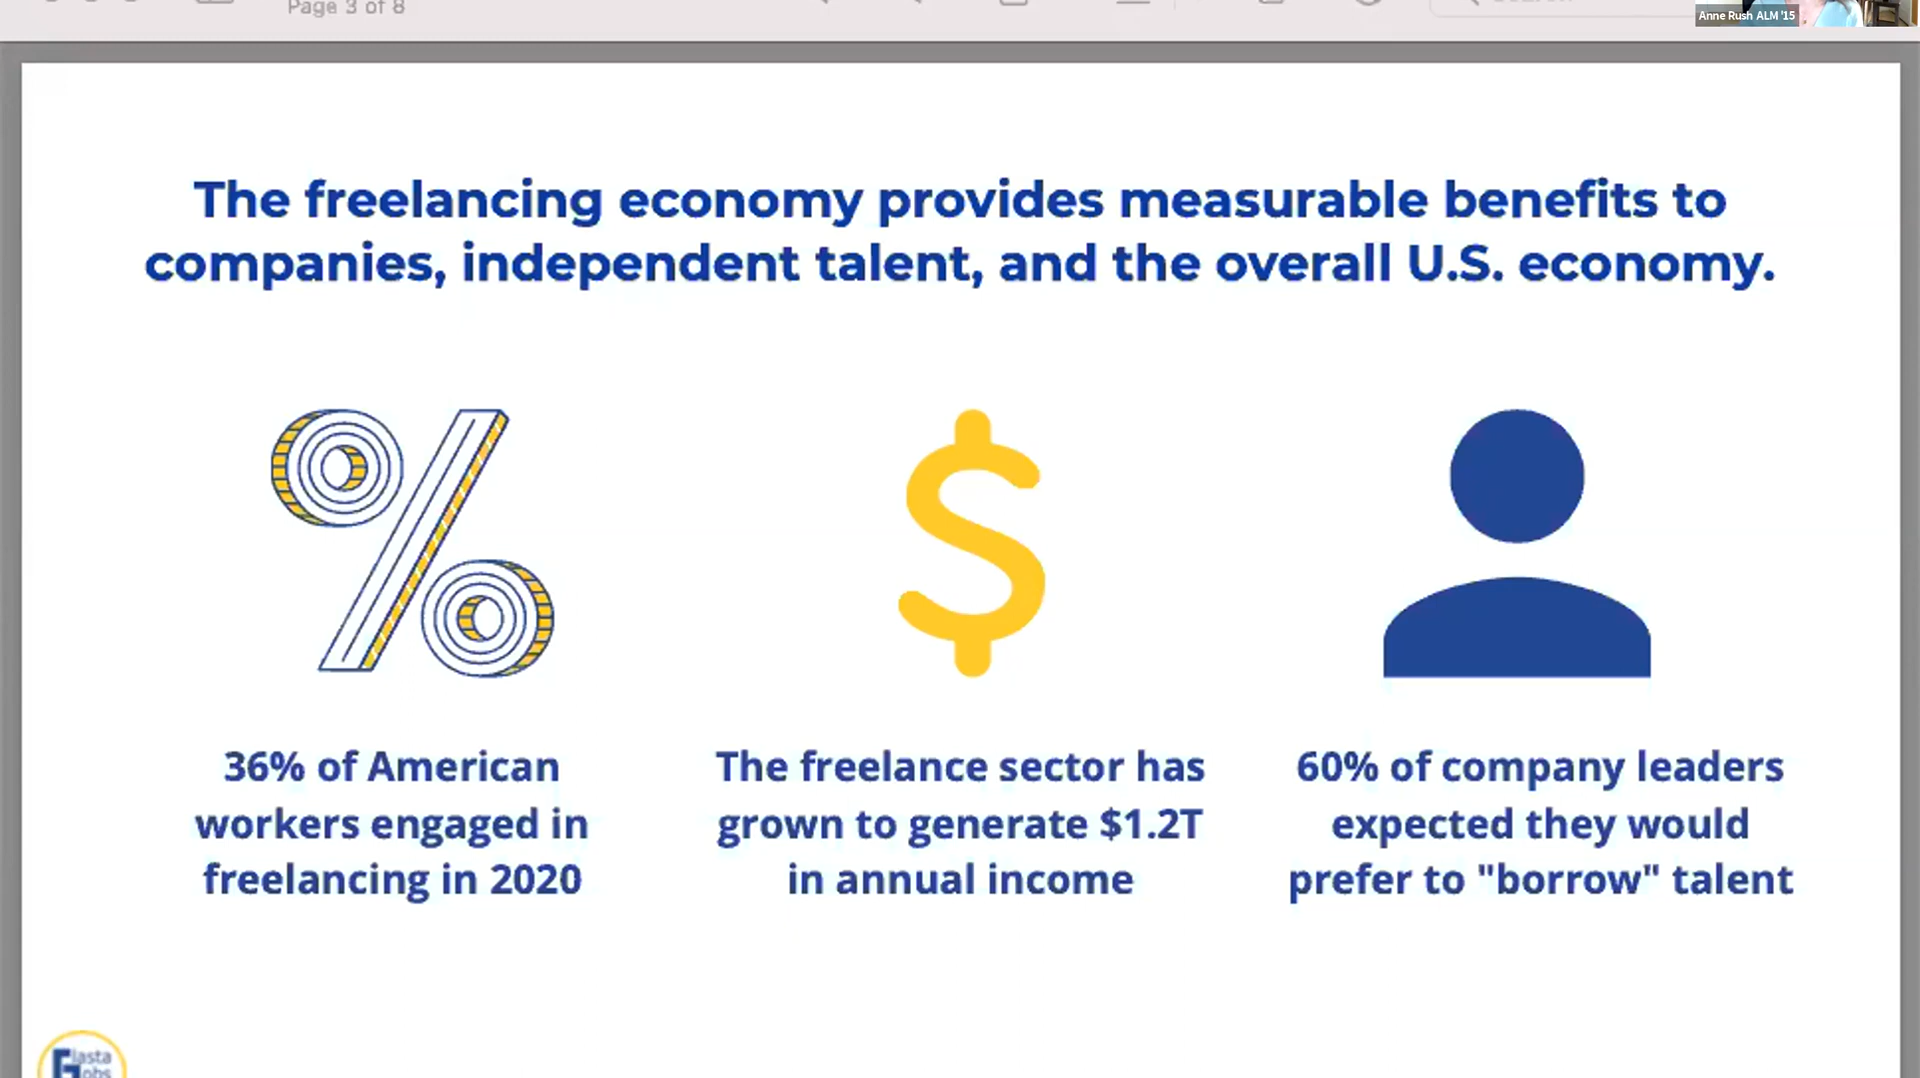 Page 3 of 8
Anne Rush ALM '15
The freelancing economy provides measurable benefits to
companies, independent talent, and the overall U.S. economy.
36% of American
workers engaged in
freelancing in 2020
The freelance sector has
grown to generate $1.2T
in annual income
60% of company leaders
expected they would
prefer to "borrow" talent